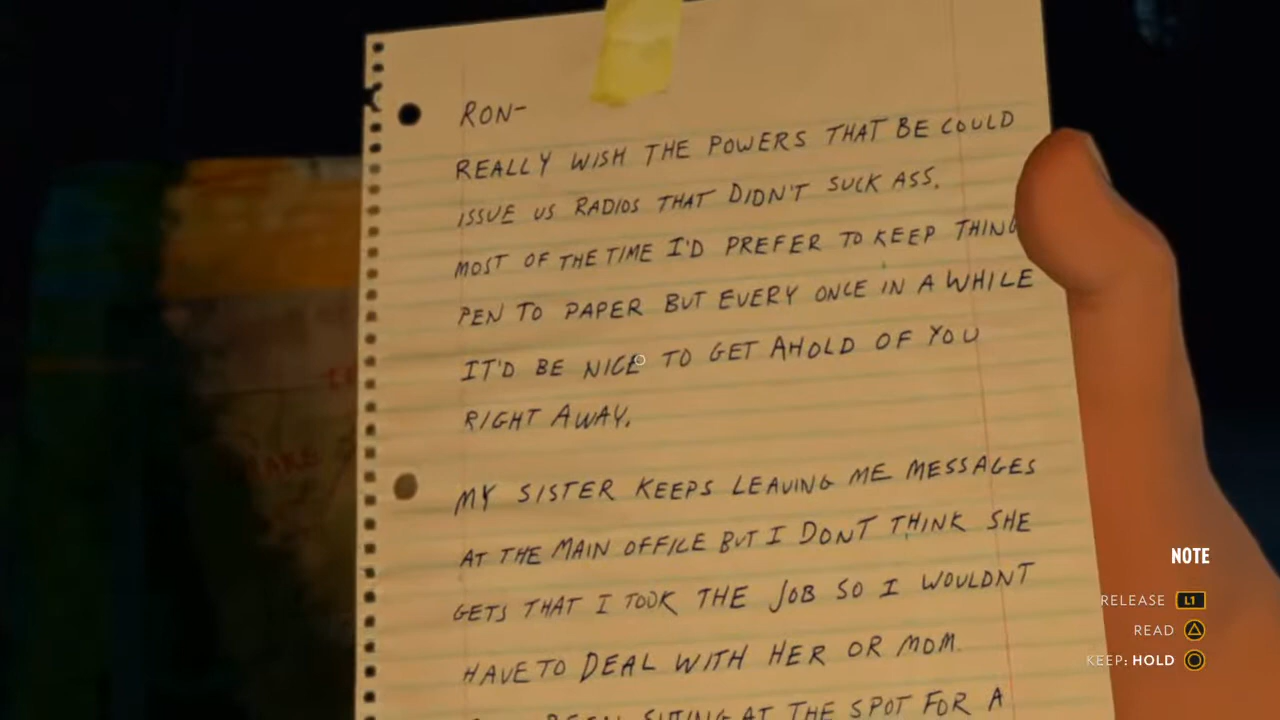 RON-
REALLY WISH THE POWERS THAT BE COULD
ISSUE US RADIOS THAT DIDN'T SUCK ASS.
MOST OF THE TIME I'D PREFER TO KEEP THING
PEN TO PAPER BUT EVERY ONCE IN A WHILE
IT'D BE NICE TO GET AHOLD OF YOU
RIGHT AWAY.
MY SISTER KEEPS LEAVING ME MESSAGES
AT THE MAIN OFFICE BUT I DONT THINK SHE
GETS THAT I TOOK THE JOB SO I WOULDNT
HAVE TO DEAL WITH HER OR MOM.
BEEN SITTING AT THE SPOT FOR A
NOTE
RELEASE L1
READ
KEEP: HOLD